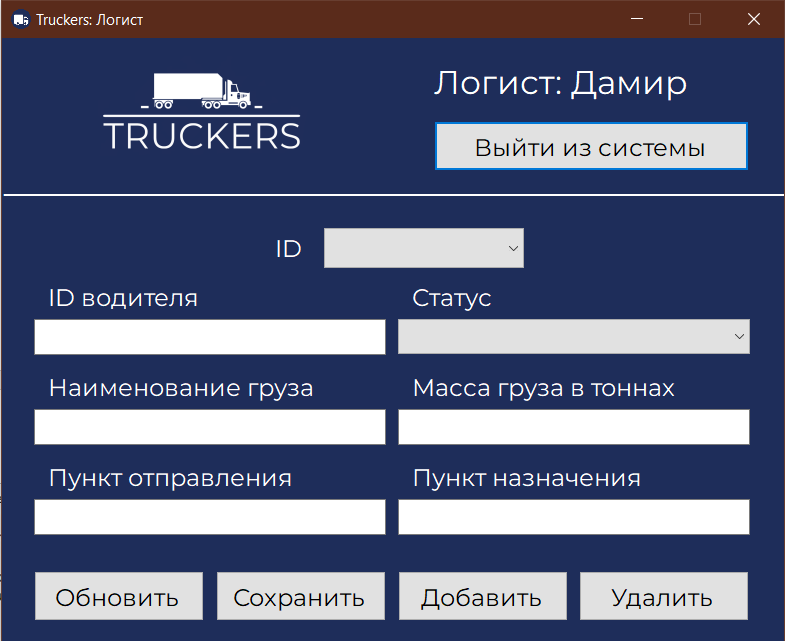 Truckers: Логист
TRUCKERS
Логист: Дамир
Выйти из системы
ID
ID водителя
Статус
Наименование груза
Масса груза в тоннах
Пункт отправления
Пункт назначения
Обновить
Сохранить
Добавить
Удалить